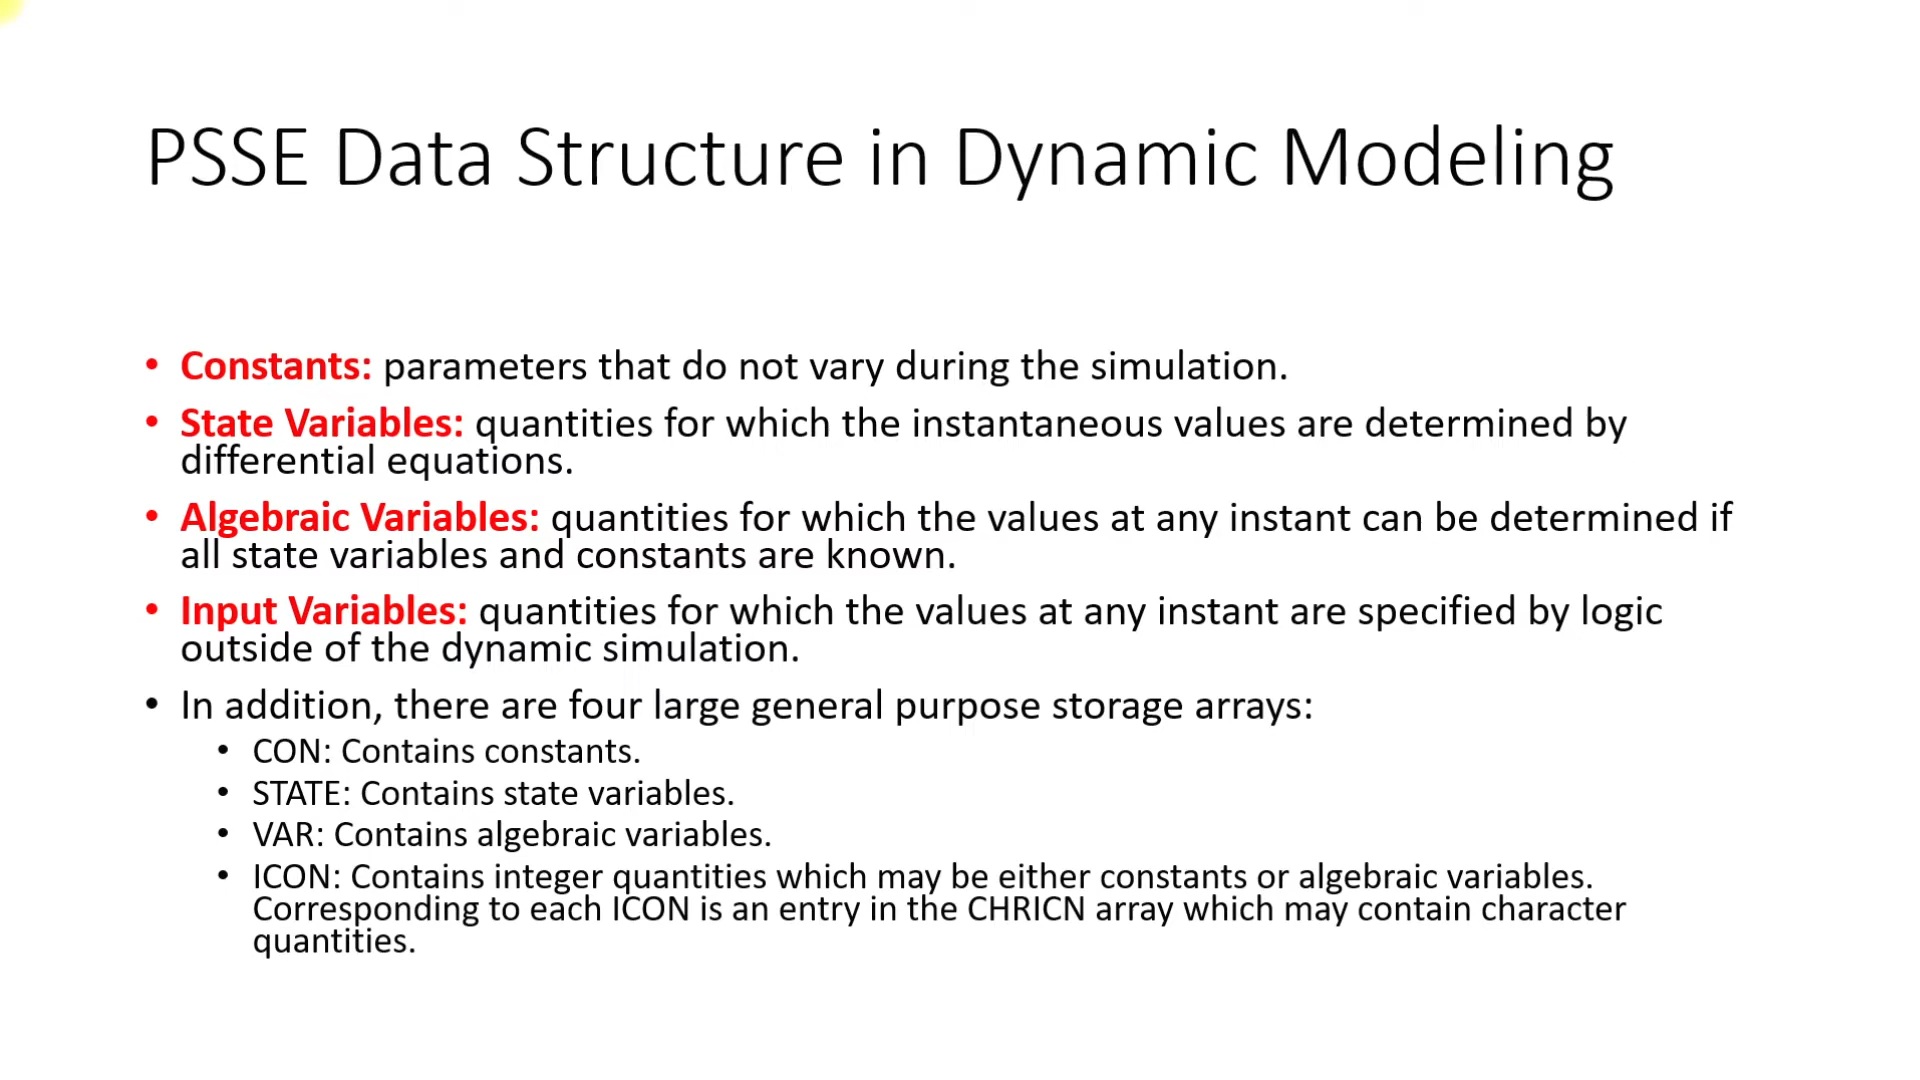 PSSE Data Structure in Dynamic Modeling
• Constants: parameters that do not vary during the simulation.
• State Variables: quantities for which the instantaneous values are determined by
differential equations.
• Algebraic Variables: quantities for which the values at any instant can be determined if
all state variables and constants are known.
• Input Variables: quantities for which the values at any instant are specified by logic
outside of the dynamic simulation.
• In addition, there are four large general purpose storage arrays:
• CON: Contains constants.
• STATE: Contains state variables.
• VAR: Contains algebraic variables.
• ICON: Contains integer quantities which may be either constants or algebraic variables.
Corresponding to each ICON is an entry in the CHRICN array which may contain character
quantities.